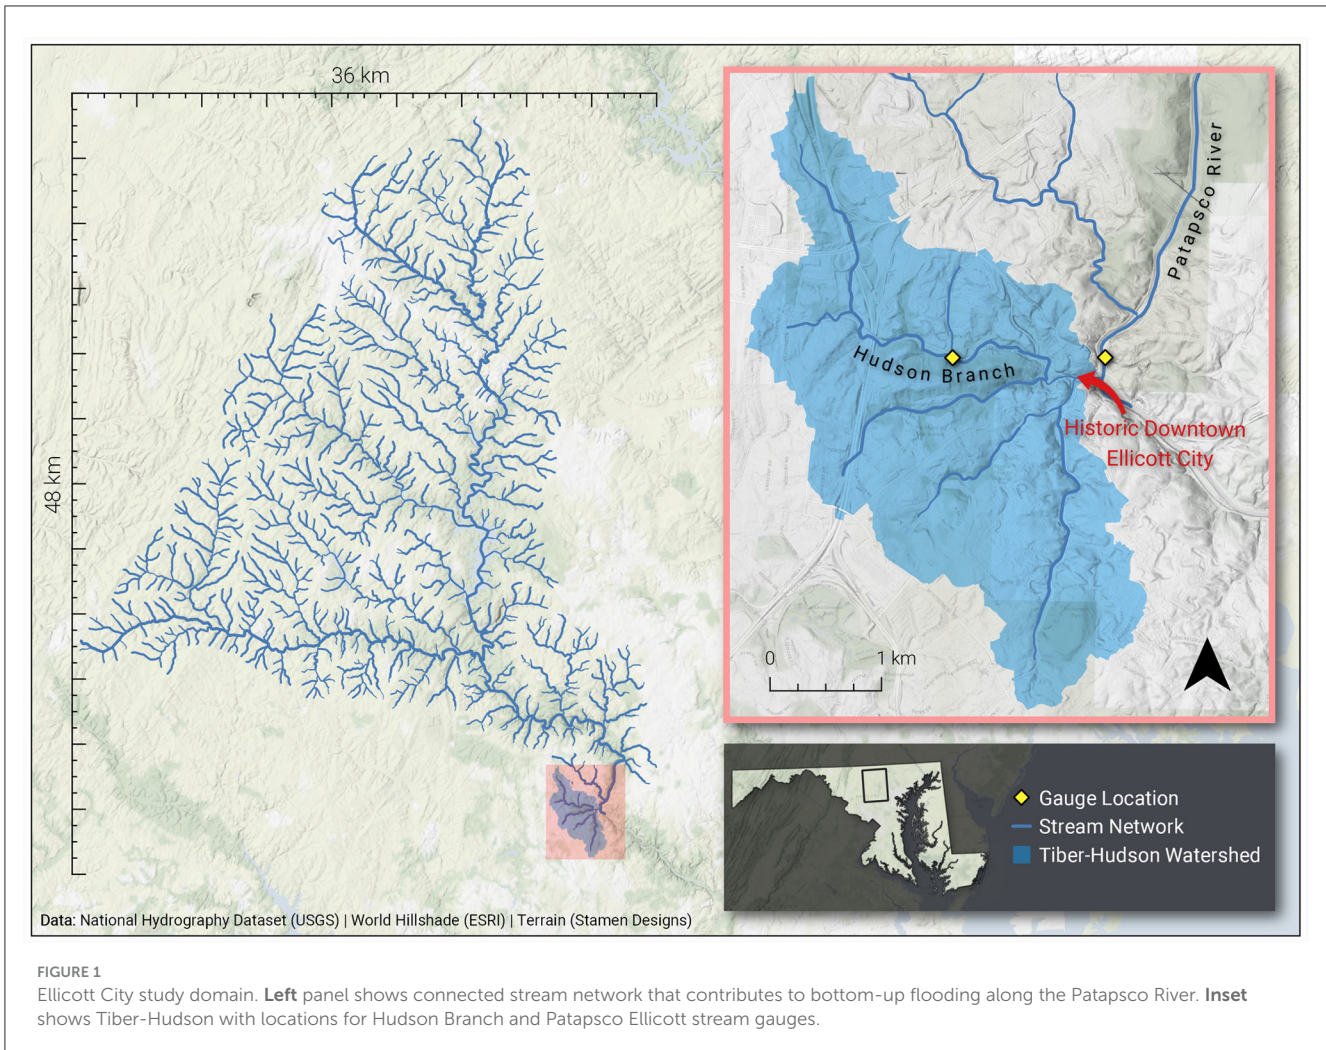 36 km
48 km
Patapsco River
Hudson Branch
Historic Downtown
Ellicott City
0 1 km
Gauge Location
Stream Network
Tiber-Hudson Watershed
Data: National Hydrography Dataset (USGS) | World Hillshade (ESRI) | Terrain (Stamen Designs)
FIGURE 1
Ellicott City study domain. Left panel shows connected stream network that contributes to bottom-up flooding along the Patapsco River. Inset
shows Tiber-Hudson with locations for Hudson Branch and Patapsco Ellicott stream gauges.